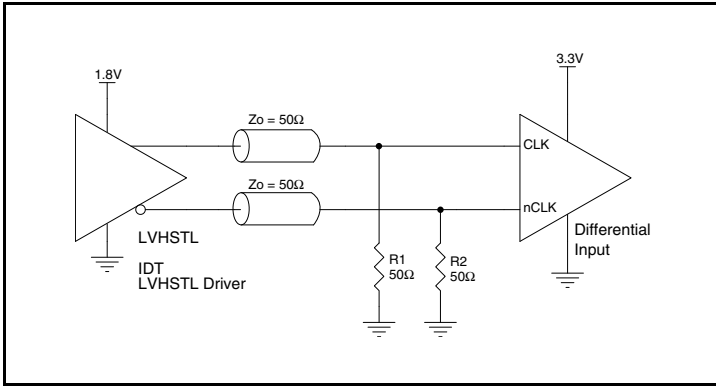 1.8V
3.3V
Zo = 50Ω
CLK
Zo = 50Ω
nCLK
LVHSTL
IDT
LVHSTL Driver
R1
50Ω
R2
50Ω
Differential
Input